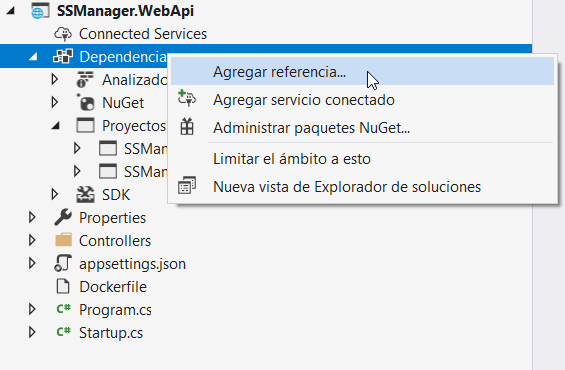 SSManager.WebApi
Connected Services
Dependencia
Agregar referencia...
Analizado
Agregar servicio conectado
NuGet
Administrar paquetes NuGet...
Proyectos
SSMan
Limitar el ámbito a esto
SSMan
Nueva vista de Explorador de soluciones
SDK
Properties
Controllers
appsettings.json
Dockerfile
C# Program.cs
C# Startup.cs